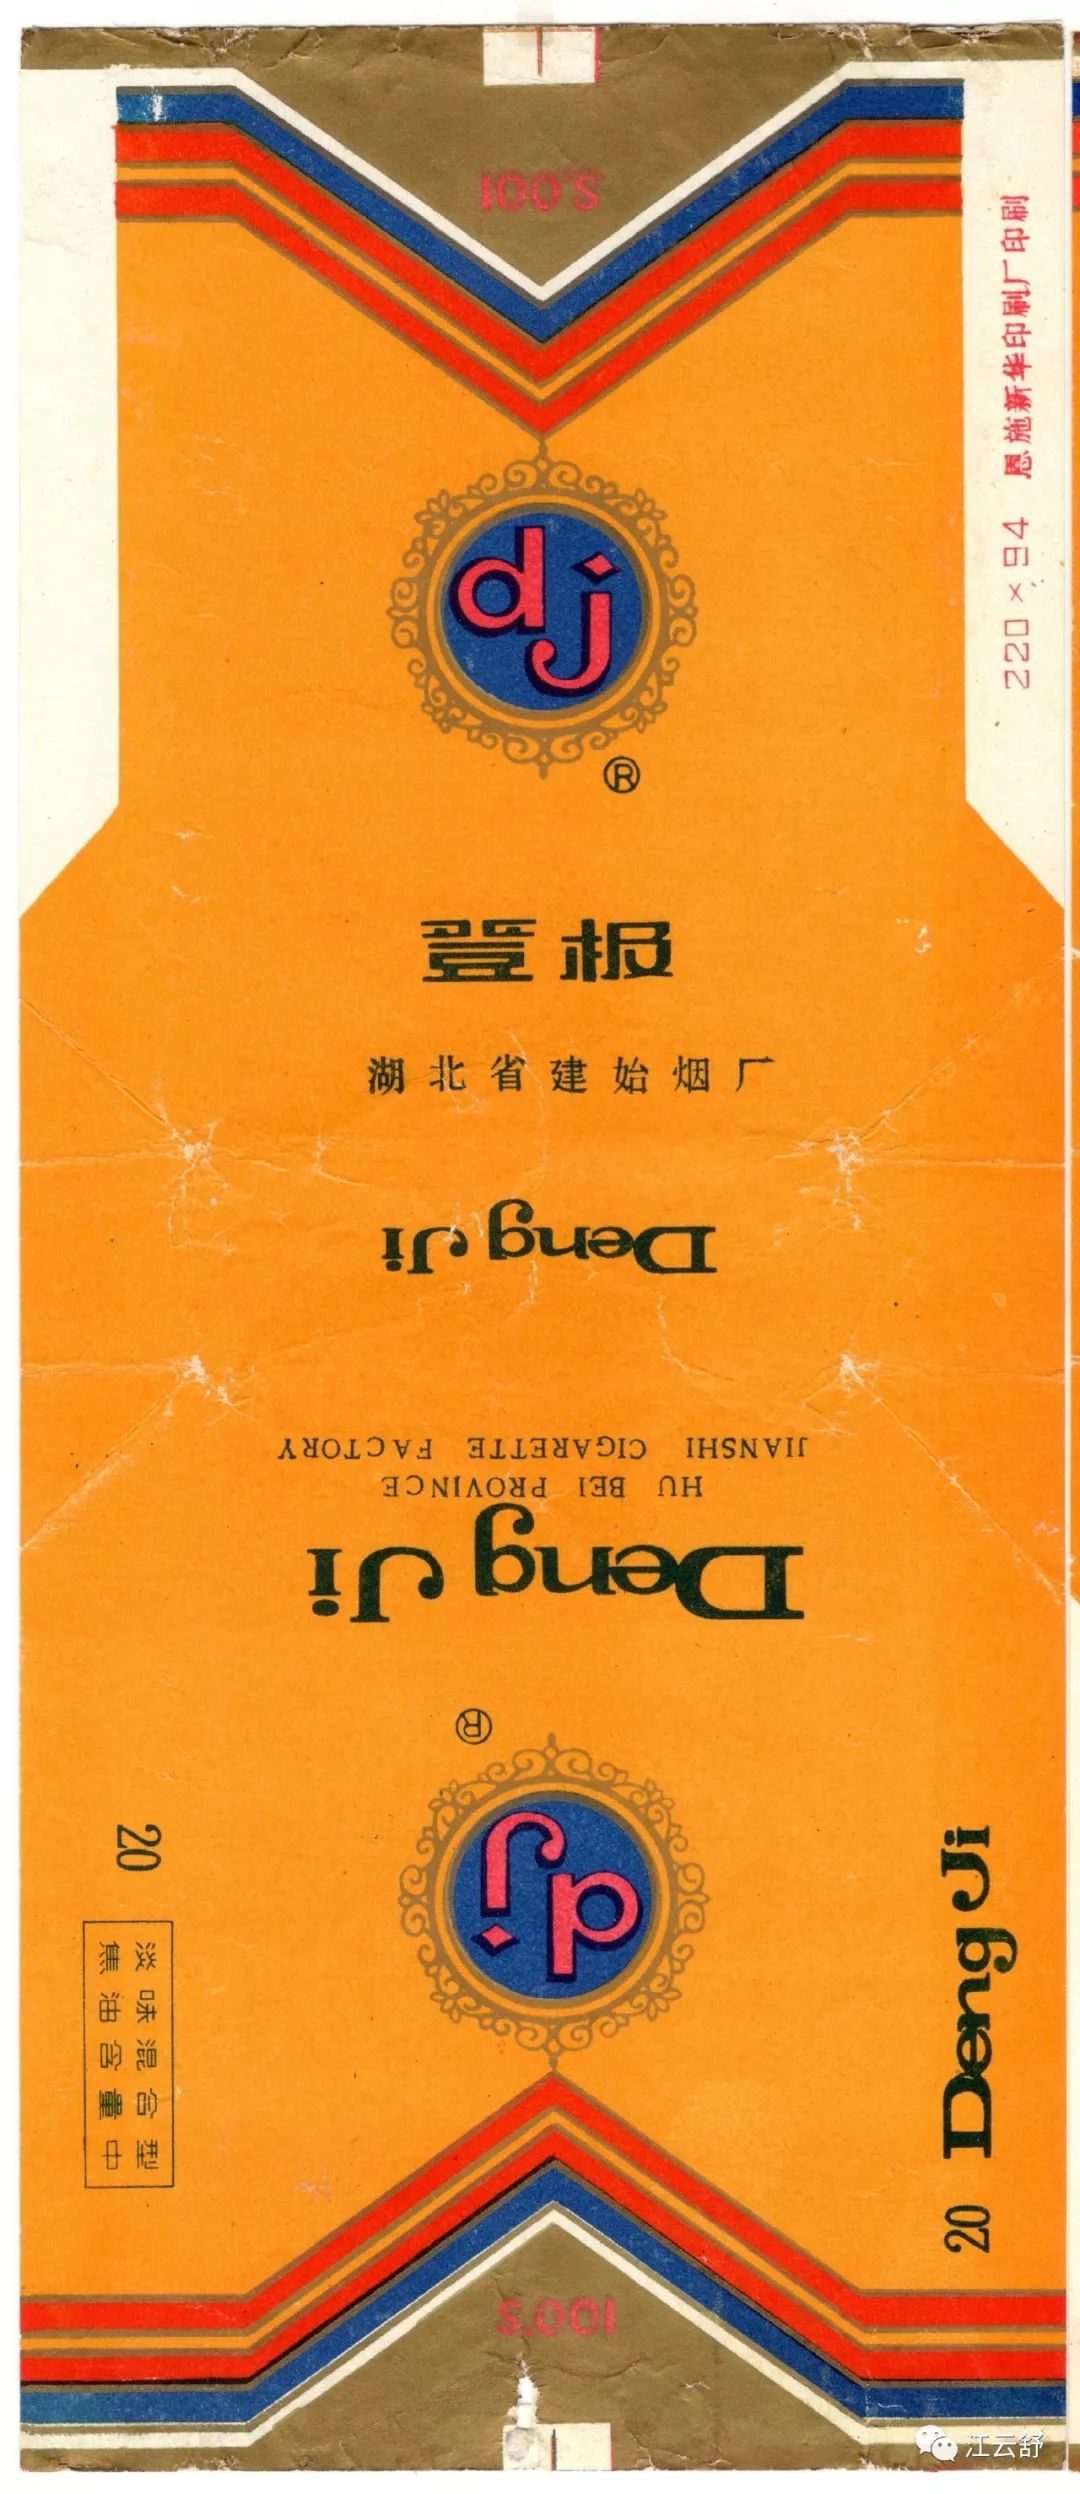 100'S
恩施新华印刷厂印刷
220×94
dj
®
登极
湖北省建始烟厂
Deng Ji
JIANSHI CIGARETTE FACTORY
HU BEI PROVINCE
Deng Ji
®
dj
20
淡味混合型
焦油含量中
20 Deng Ji
100'S
江云舒